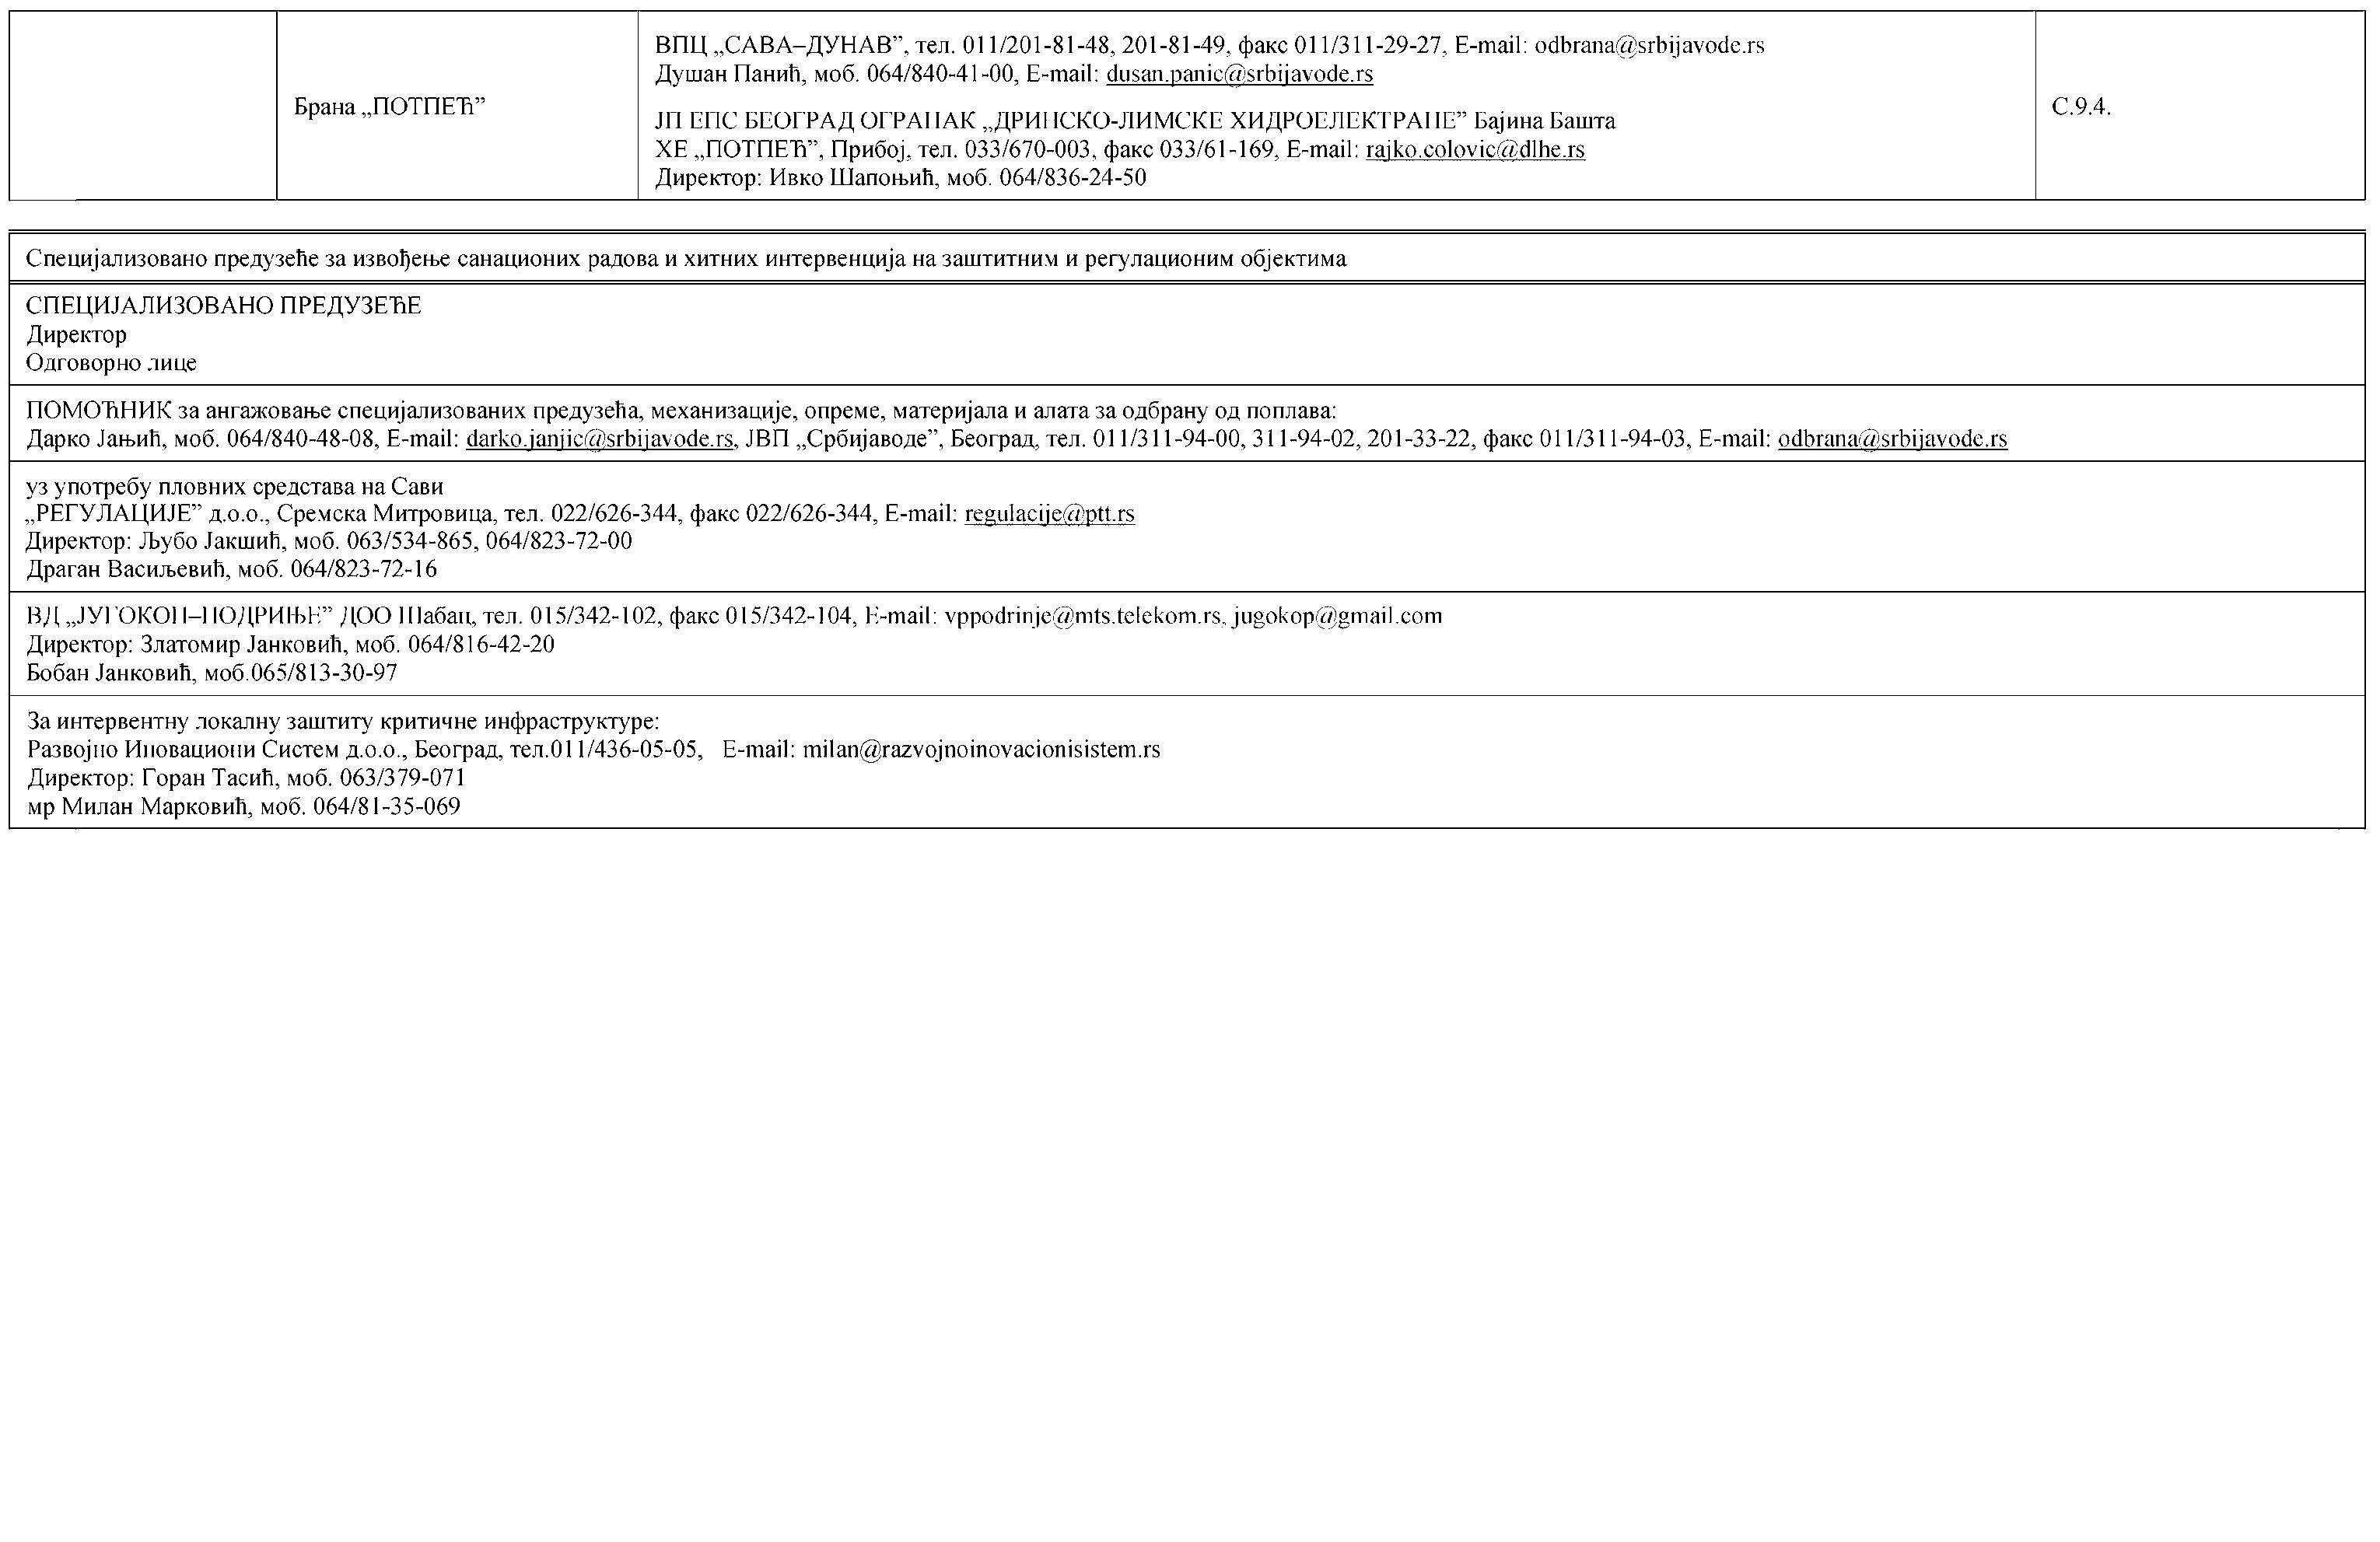 ВПЦ „САВА–ДУНАВ”, тел. 011/201-81-48, 201-81-49, факс 011/311-29-27, E-mail: odbrana@srbijavode.rs
Душан Панић, моб. 064/840-41-00, E-mail: dusan.panic@srbijavode.rs
Брана „ПОТПЕЋ”
С.9.4.
ЈП ЕПС БЕОГРАД ОГРАНАК „ДРИНСКО-ЛИМСКЕ ХИДРОЕЛЕКТРАНЕ” Бајина Башта
ХЕ „ПОТПЕЋ”, Прибој, тел. 033/670-003, факс 033/61-169, E-mail: rajko.colovic@dlhe.rs
Директор: Ивко Шапоњић, моб. 064/836-24-50
Специјализовано предузеће за извођење санационих радова и хитних интервенција на заштитним и регулационим објектима
СПЕЦИЈАЛИЗОВАНО ПРЕДУЗЕЋЕ
Директор
Одговорно лице
ПОМОЋНИК за ангажовање специјализованих предузећа, механизације, опреме, материјала и алата за одбрану од поплава:
Дарко Јањић, моб. 064/840-48-08, E-mail: darko.janjic@srbijavode.rs, ЈВП „Србијаводе”, Београд, тел. 011/311-94-00, 311-94-02, 201-33-22, факс 011/311-94-03, E-mail: odbrana@srbijavode.rs
уз употребу пловних средстава на Сави
„РЕГУЛАЦИЈЕ” д.о.о., Сремска Митровица, тел. 022/626-344, факс 022/626-344, E-mail: regulacije@ptt.rs
Директор: Љубо Јакшић, моб. 063/534-865, 064/823-72-00
Драган Васиљевић, моб. 064/823-72-16
ВД „ЈУГОКОП–ПОДРИЊЕ” ДОО Шабац, тел. 015/342-102, факс 015/342-104, E-mail: vppodrinje@mts.telekom.rs, jugokop@gmail.com
Директор: Златомир Јанковић, моб. 064/816-42-20
Бобан Јанковић, моб.065/813-30-97
За интервентну локалну заштиту критичне инфраструктуре:
Развојно Иновациони Систем д.о.о., Београд, тел.011/436-05-05, E-mail: milan@razvojnoinovacionisistem.rs
Директор: Горан Тасић, моб. 063/379-071
мр Милан Марковић, моб. 064/81-35-069